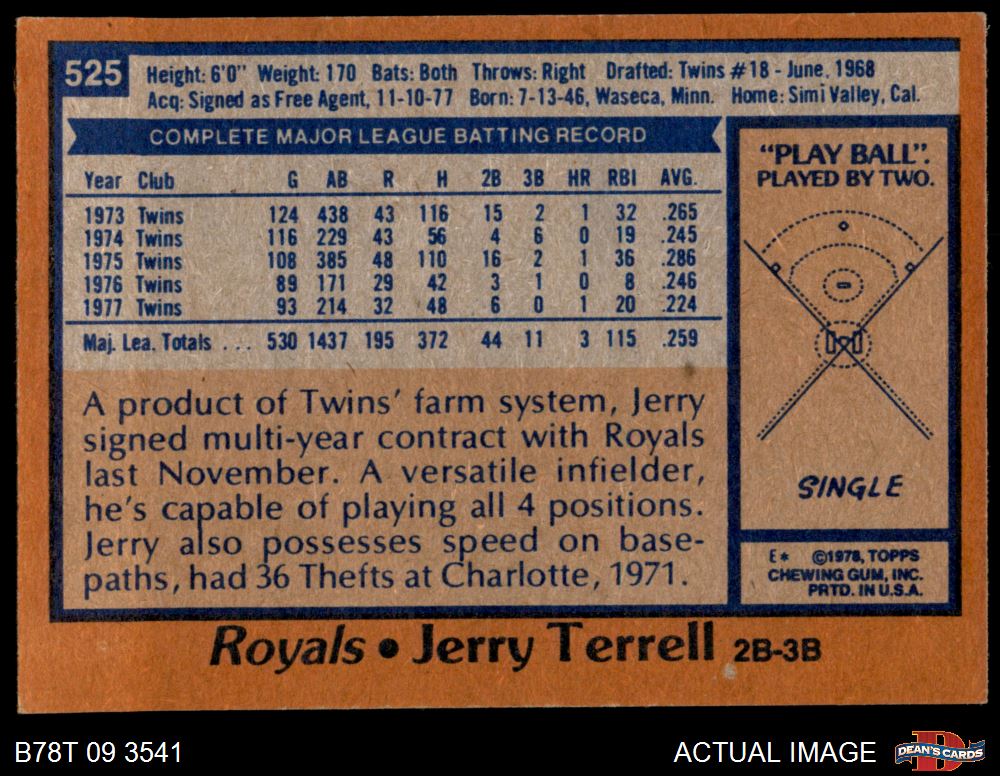 525
Height: 6'0" Weight: 170 Bats: Both Throws: Right Drafted: Twins #18 - June, 1968
Acq: Signed as Free Agent, 11-10-77 Born: 7-13-46, Waseca, Minn. Home: Simi Valley, Cal.
COMPLETE MAJOR LEAGUE BATTING RECORD
Year Club G AB R H 2B 3B HR RBI AVG.
1973 Twins 124 438 43 116 15 2 1 32 .265
1974 Twins 116 229 43 56 4 6 0 19 .245
1975 Twins 108 385 48 110 16 2 1 36 .286
1976 Twins 89 171 29 42 3 1 0 8 .246
1977 Twins 93 214 32 48 6 0 1 20 .224
Maj. Lea. Totals ... 530 1437 195 372 44 11 3 115 .259
A product of Twins' farm system, Jerry
signed multi-year contract with Royals
last November. A versatile infielder,
he's capable of playing all 4 positions.
Jerry also possesses speed on base-
paths, had 36 Thefts at Charlotte, 1971.
"PLAY BALL".
PLAYED BY TWO.
SINGLE
E* ©1978, TOPPS
CHEWING GUM, INC.
PRTD. IN U.S.A.
Royals • Jerry Terrell 2B-3B
B78T 09 3541
ACTUAL IMAGE
D
DEAN'S CARDS